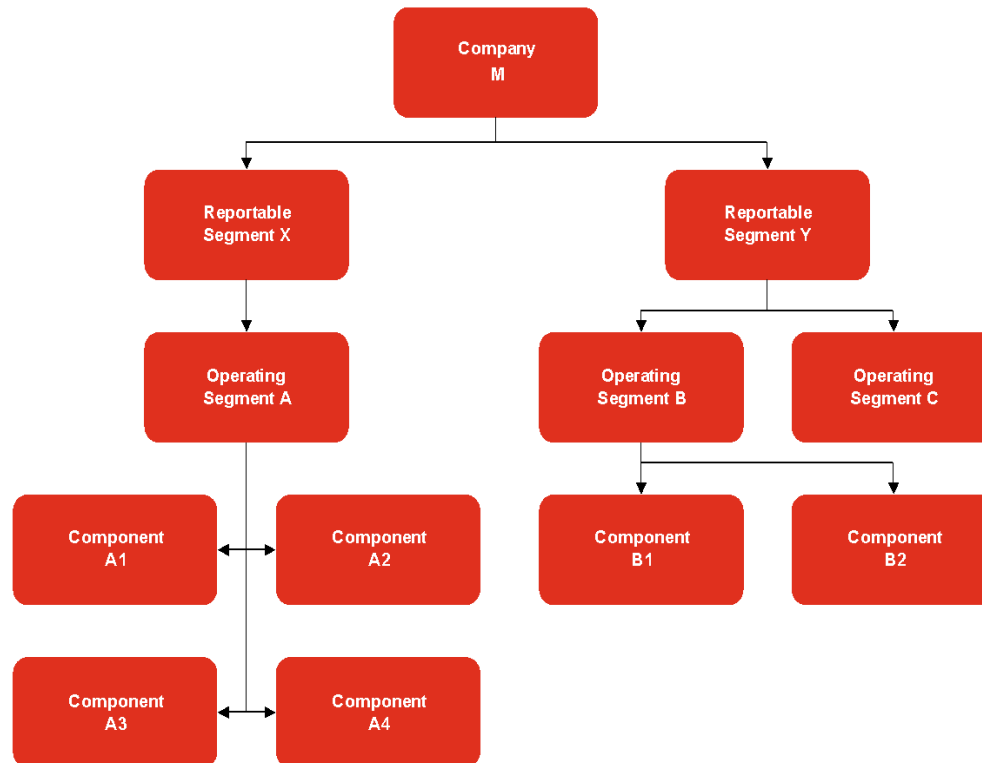 Company
M
Reportable
Segment X
Reportable
Segment Y
Operating
Segment A
Operating
Segment B
Operating
Segment C
Component
A1
Component
A2
Component
B1
Component
B2
Component
A3
Component
A4